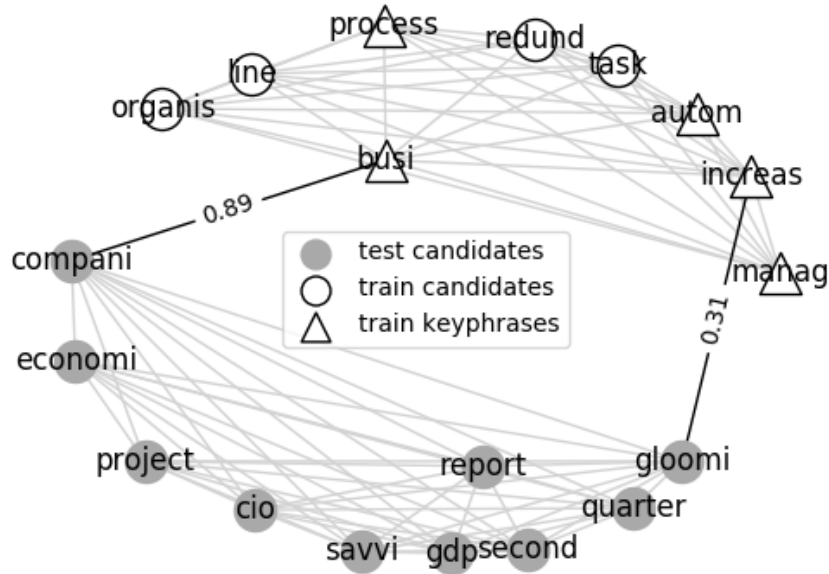 process
redund
line
task
organis
autom
busi
increas
0.89
compani
test candidates
train candidates
train keyphrases
manag
0.31
economi
project
report
gloomi
cio
quarter
savvi
gdp
second